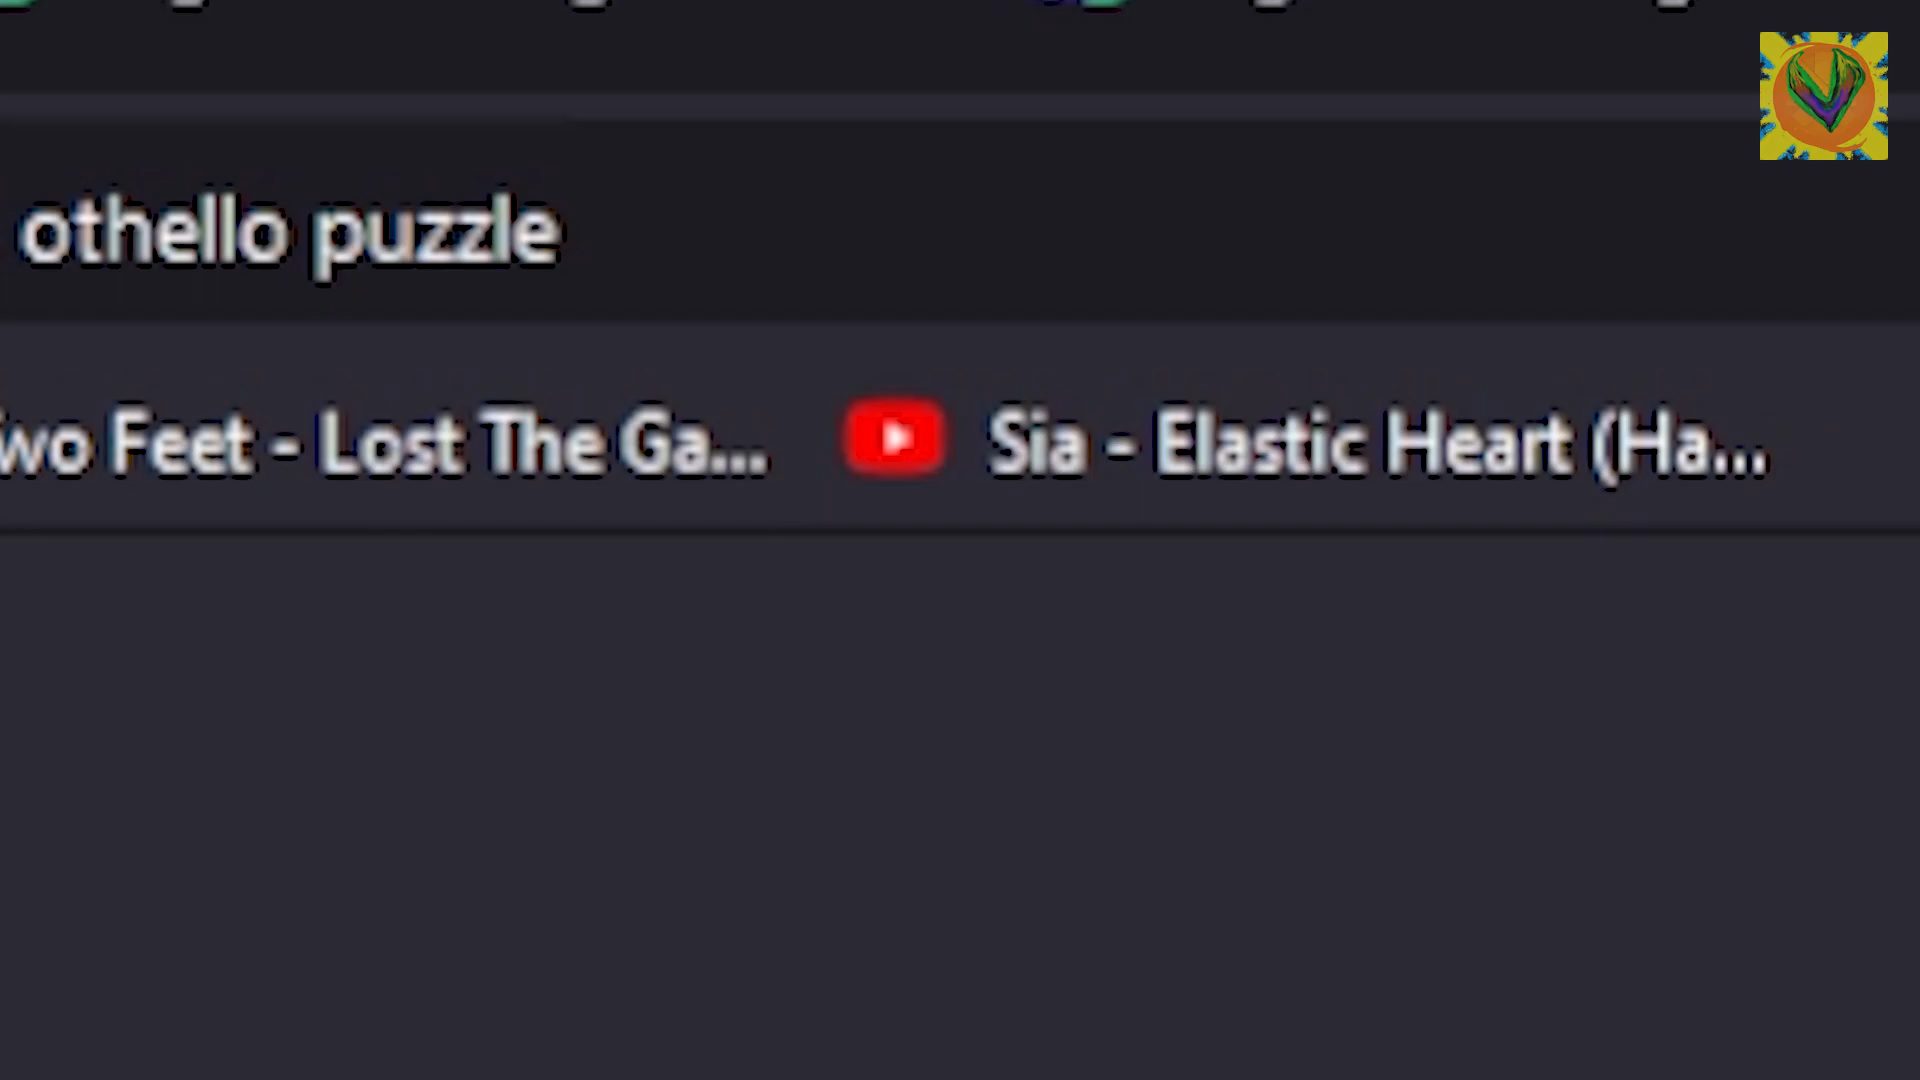 othello puzzle
wo Feet - Lost The Ga...
Sia - Elastic Heart (Ha...